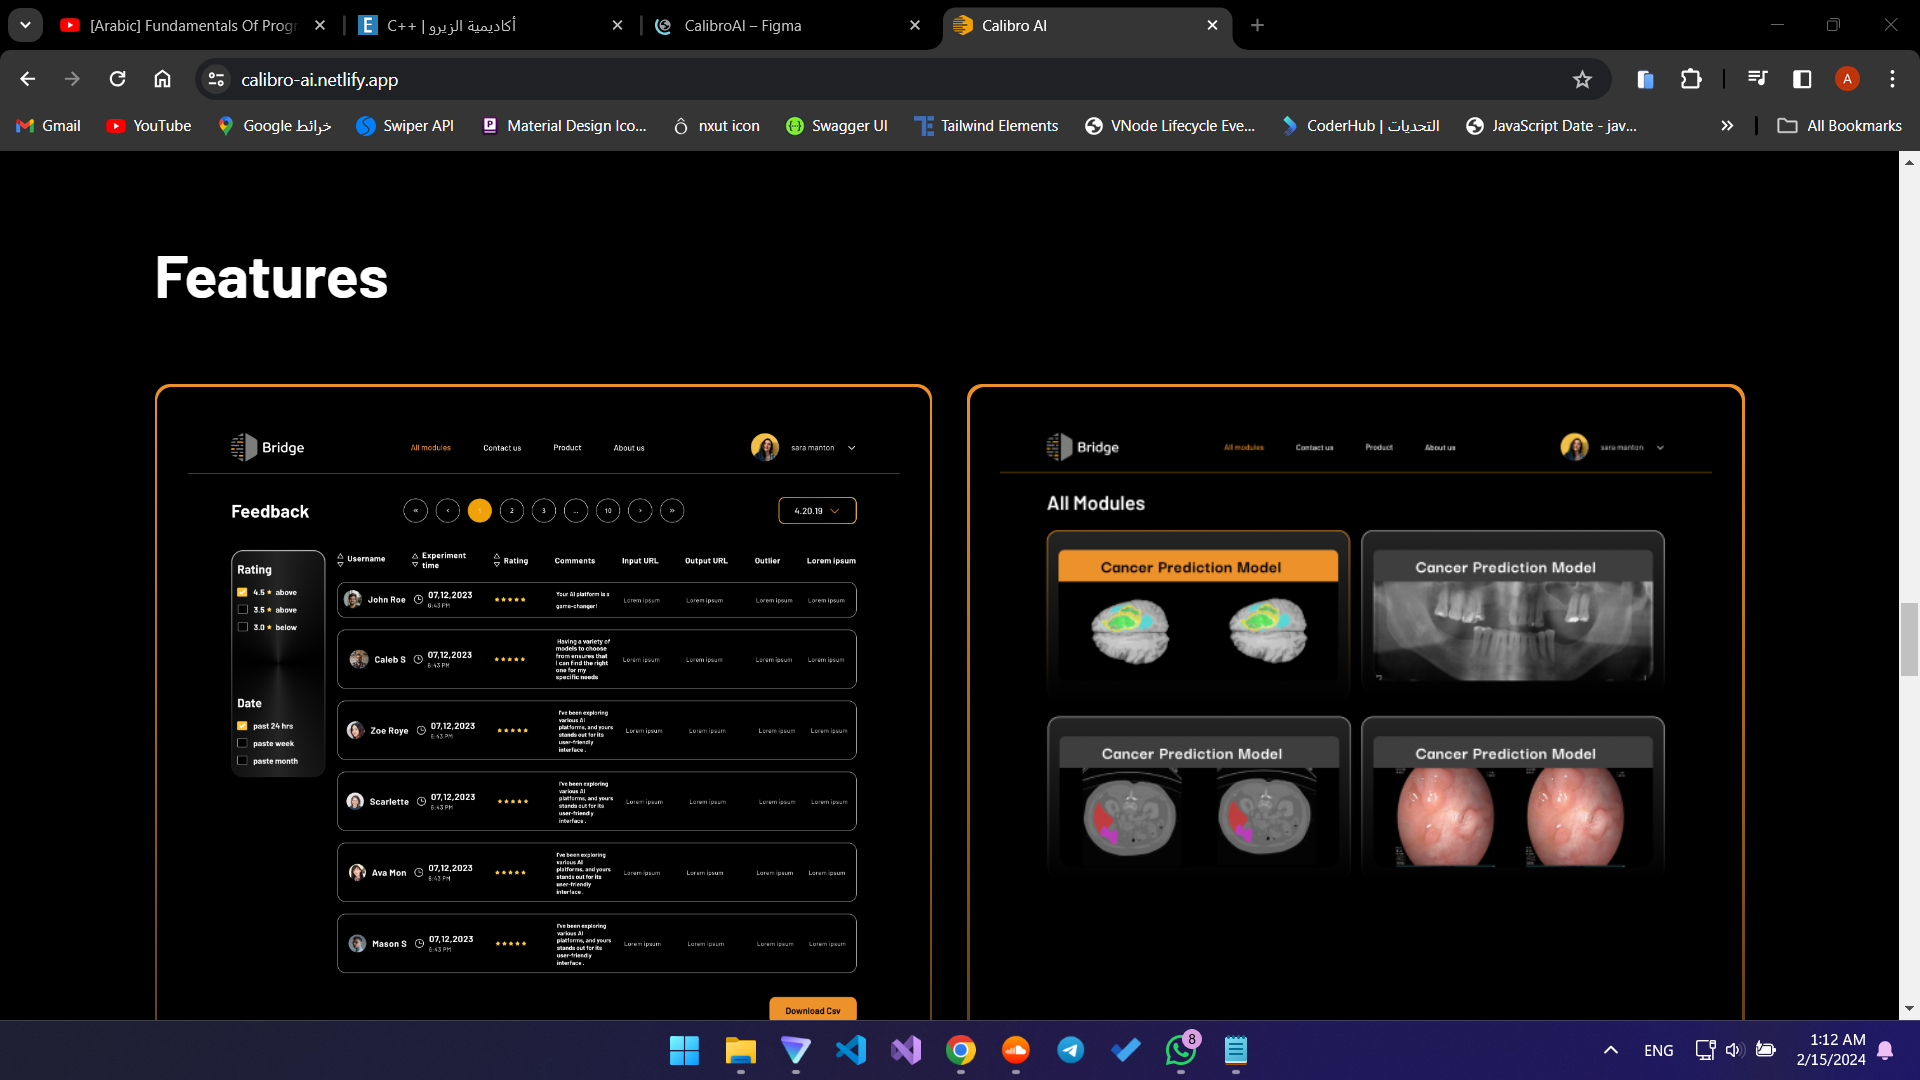 [Arabic] Fundamentals Of Progr
C++ | أكاديمية الزيرو
CalibroAI – Figma
Calibro AI
calibro-ai.netlify.app
A
Gmail
YouTube
Google خرائط
Swiper API
Material Design Ico...
nxut icon
Swagger UI
Tailwind Elements
VNode Lifecycle Eve...
CoderHub | التحديات
JavaScript Date - jav...
All Bookmarks
Features
Bridge
All modules
Contact us
Product
About us
sara manton
Feedback
« ‹ 1 2 3 ... 10 › »
4.20.19
Rating
4.5 ★ above
3.5 ★ above
3.0 ★ below
Date
past 24 hrs
paste week
paste month
Username
Experiment
time
Rating
Comments
Input URL
Output URL
Outlier
Lorem ipsum
John Roe
07,12,2023
6:43 PM
★★★★★
Your AI platform is a
game-changer!
Lorem ipsum
Lorem ipsum
Lorem ipsum
Lorem ipsum
Caleb S
07,12,2023
6:43 PM
★★★★★
Having a variety of
models to choose
from ensures that
I can find the right
one for my
specific needs
Lorem ipsum
Lorem ipsum
Lorem ipsum
Lorem ipsum
Zoe Roye
07,12,2023
6:43 PM
★★★★★
I've been exploring
various AI
platforms, and yours
stands out for its
user-friendly
interface .
Lorem ipsum
Lorem ipsum
Lorem ipsum
Lorem ipsum
Scarlette
07,12,2023
6:43 PM
★★★★★
I've been exploring
various AI
platforms, and yours
stands out for its
user-friendly
interface .
Lorem ipsum
Lorem ipsum
Lorem ipsum
Lorem ipsum
Ava Mon
07,12,2023
6:43 PM
★★★★★
I've been exploring
various AI
platforms, and yours
stands out for its
user-friendly
interface .
Lorem ipsum
Lorem ipsum
Lorem ipsum
Lorem ipsum
Mason S
07,12,2023
6:43 PM
★★★★★
I've been exploring
various AI
platforms, and yours
stands out for its
user-friendly
interface .
Lorem ipsum
Lorem ipsum
Lorem ipsum
Lorem ipsum
Download Csv
Bridge
All modules
Contact us
Product
About us
sara manton
All Modules
Cancer Prediction Model
Cancer Prediction Model
Cancer Prediction Model
Cancer Prediction Model
8
ENG
1:12 AM
2/15/2024